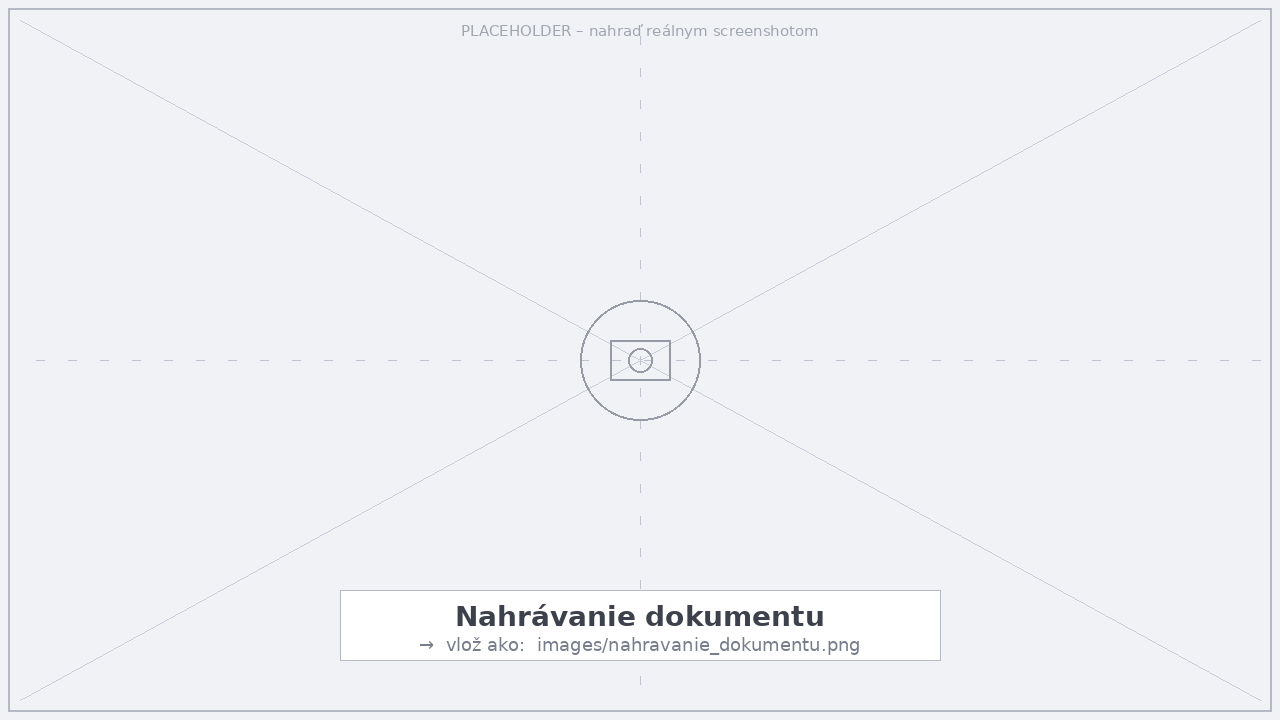 PLACEHOLDER – nahraď reálnym screenshotom
Nahrávanie dokumentu
→ vlož ako: images/nahravanie_dokumentu.png